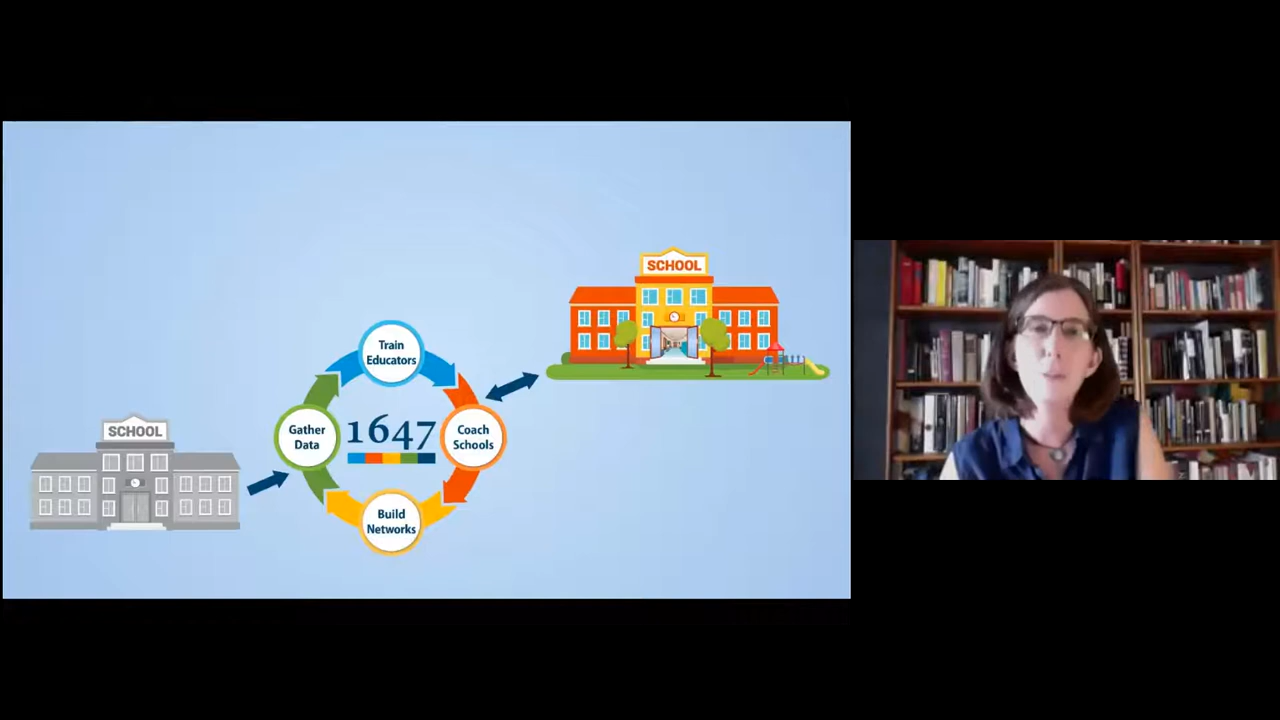 SCHOOL
Train
Educators
Gather
Data
1647
Coach
Schools
Build
Networks
SCHOOL